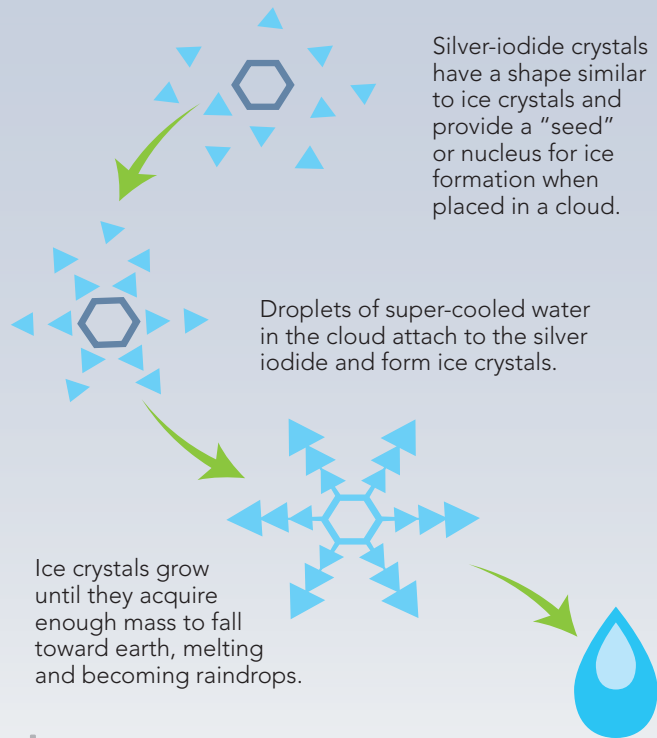 Silver-iodide crystals
have a shape similar
to ice crystals and
provide a “seed”
or nucleus for ice
formation when
placed in a cloud.
Droplets of super-cooled water
in the cloud attach to the silver
iodide and form ice crystals.
Ice crystals grow
until they acquire
enough mass to fall
toward earth, melting
and becoming raindrops.